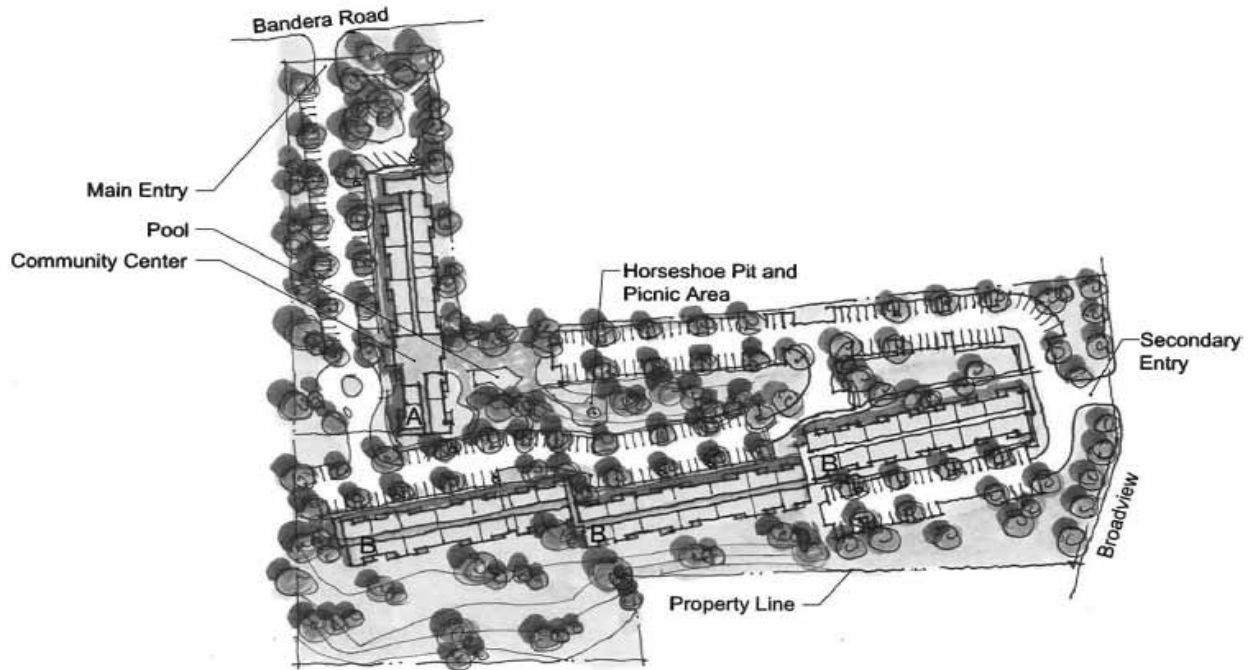 Bandera Road
Main Entry
Pool
Community Center
Horseshoe Pit and
Picnic Area
Secondary
Entry
A
B
B
B
Broadview
Property Line